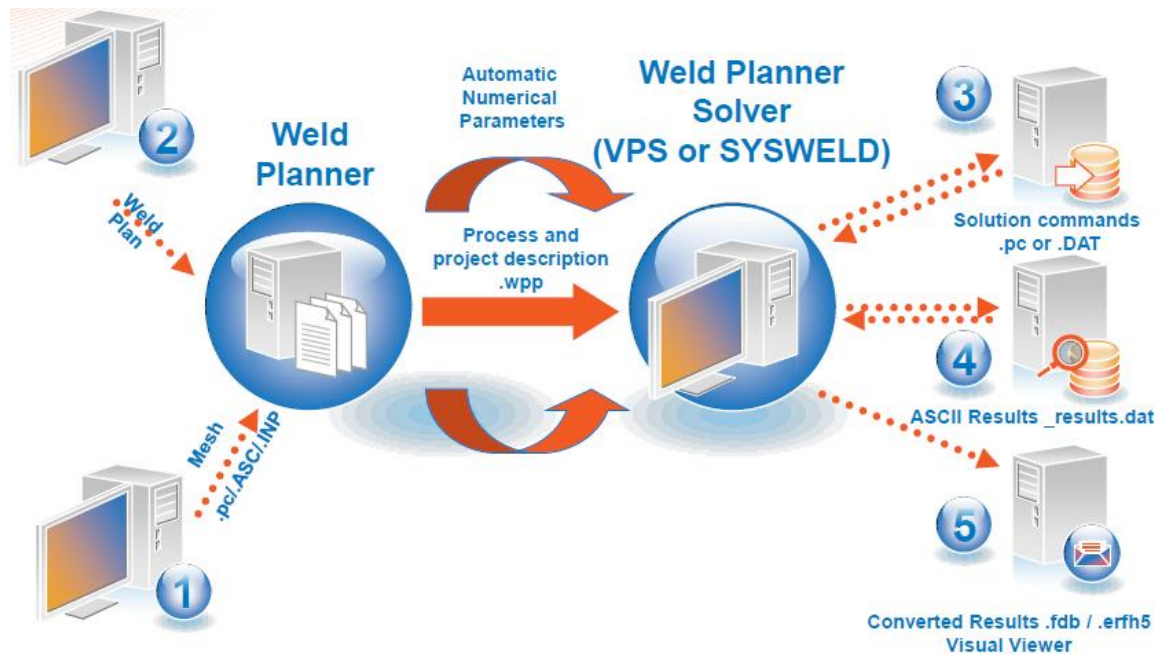 2
Weld
Plan
Weld
Planner
Automatic
Numerical
Parameters
Process and
project description
.wpp
Weld Planner
Solver
(VPS or SYSWELD)
3
Solution commands
.pc or .DAT
4
ASCII Results _results.dat
Mesh
.pc/.ASC/.INP
1
5
Converted Results .fdb / .erfh5
Visual Viewer